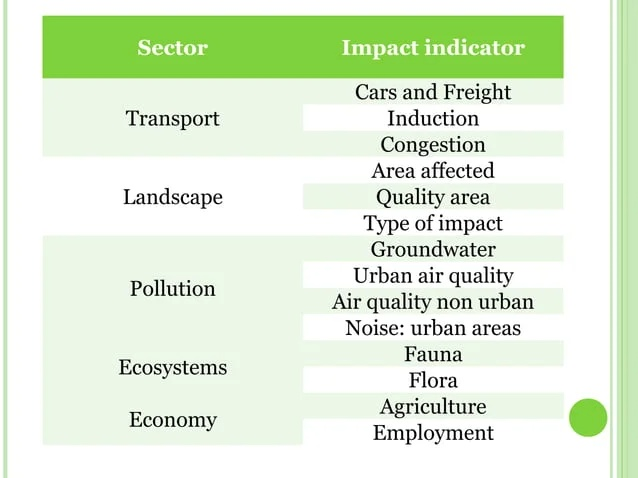 Sector Impact indicator
Transport
Cars and Freight
Induction
Congestion
Landscape
Area affected
Quality area
Type of impact
Pollution
Groundwater
Urban air quality
Air quality non urban
Noise: urban areas
Ecosystems
Fauna
Flora
Economy
Agriculture
Employment